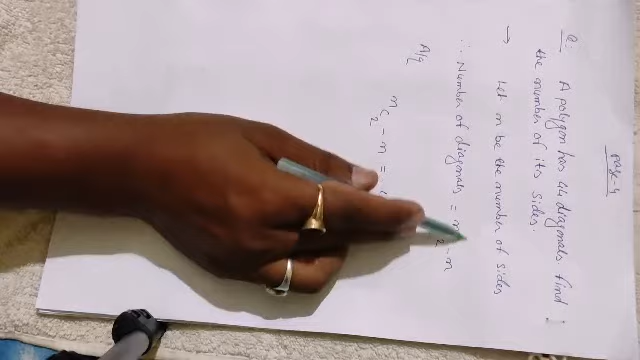 page-4
Q: A polygon has 44 diagonals. find
the number of its sides.
→ Let n be the number of sides
∴ Number of diagonals = n 2 - n
A/q
ⁿC₂ - n =